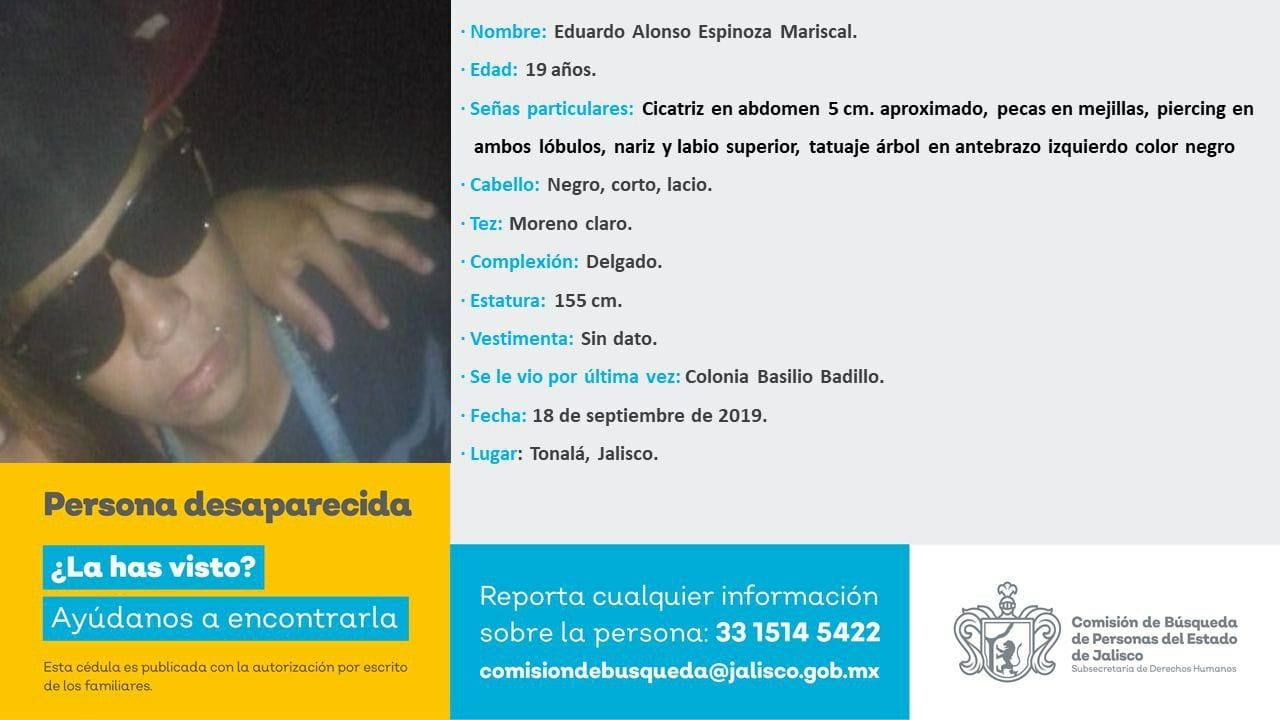 · Nombre: Eduardo Alonso Espinoza Mariscal.
· Edad: 19 años.
· Señas particulares: Cicatriz en abdomen 5 cm. aproximado, pecas en mejillas, piercing en
ambos lóbulos, nariz y labio superior, tatuaje árbol en antebrazo izquierdo color negro
· Cabello: Negro, corto, lacio.
· Tez: Moreno claro.
· Complexión: Delgado.
· Estatura: 155 cm.
· Vestimenta: Sin dato.
· Se le vio por última vez: Colonia Basilio Badillo.
· Fecha: 18 de septiembre de 2019.
· Lugar: Tonalá, Jalisco.
Persona desaparecida
¿La has visto?
Ayúdanos a encontrarla
Esta cédula es publicada con la autorización por escrito
de los familiares.
Reporta cualquier información
sobre la persona: 33 1514 5422
comisiondebusqueda@jalisco.gob.mx
Comisión de Búsqueda
de Personas del Estado
de Jalisco
Subsecretaría de Derechos Humanos